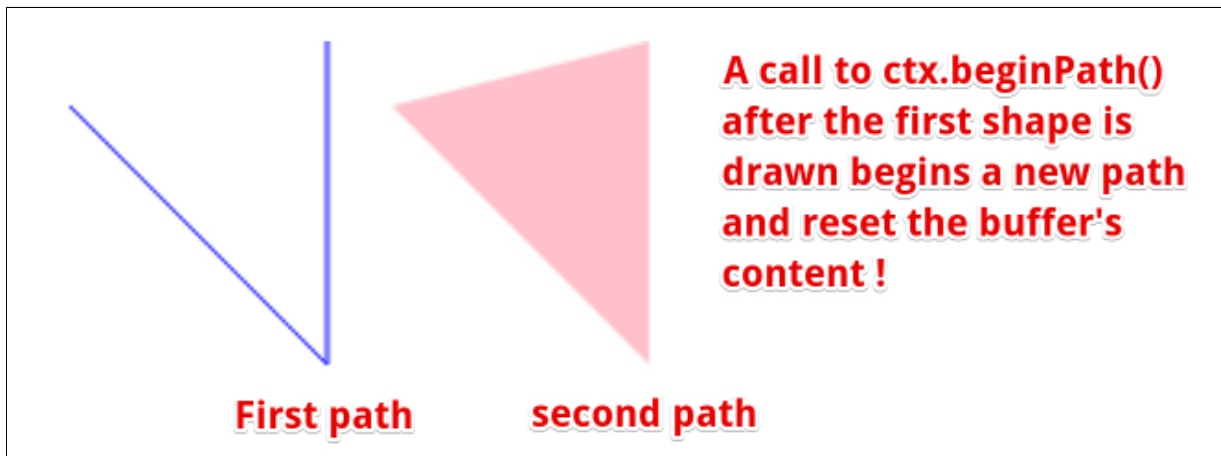 A call to ctx.beginPath()
after the first shape is
drawn begins a new path
and reset the buffer's
content !
First path
second path